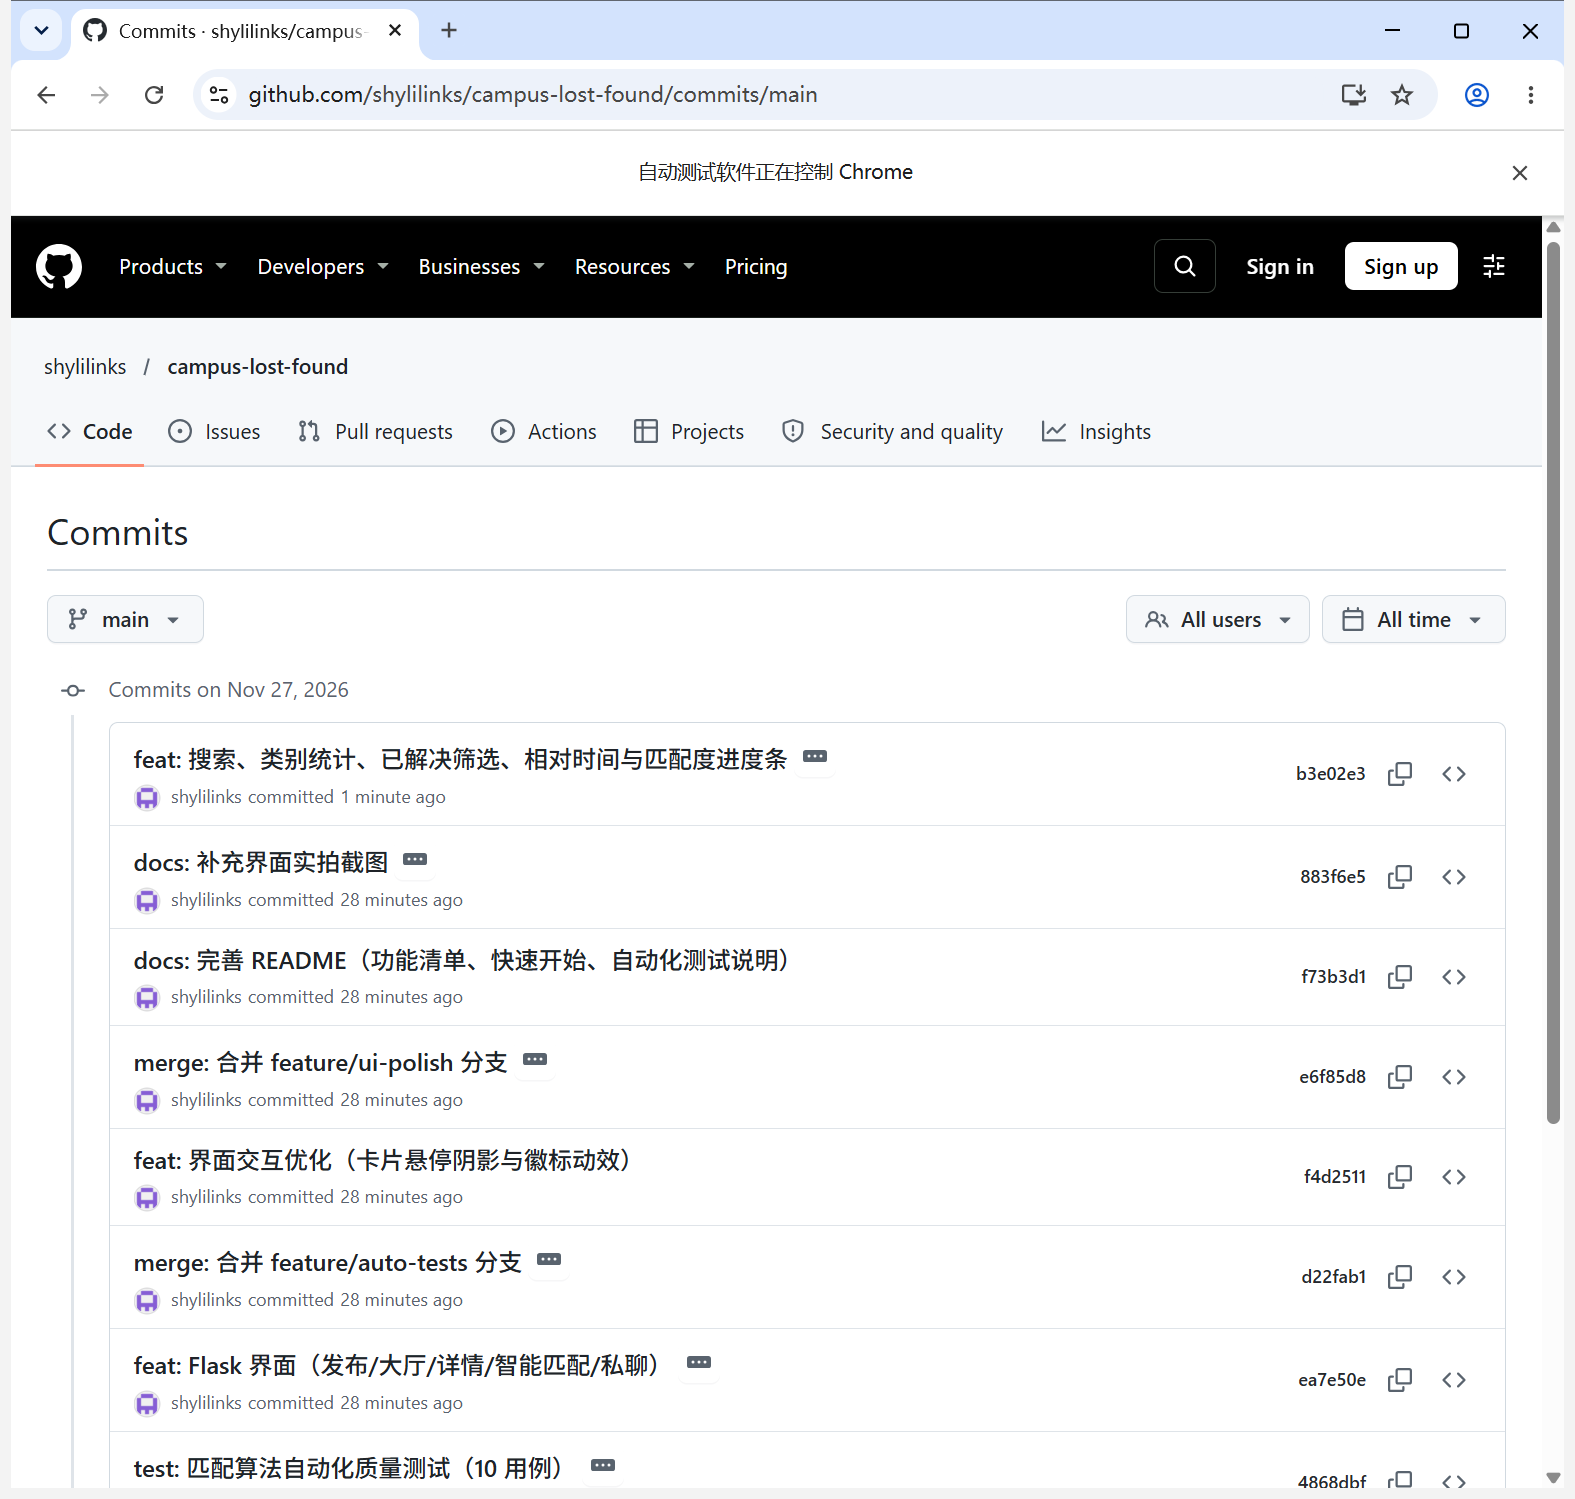 Commits · shylilinks/campus-
github.com/shylilinks/campus-lost-found/commits/main
自动测试软件正在控制 Chrome
Products Developers Businesses Resources Pricing Sign in Sign up
shylilinks / campus-lost-found
Code Issues Pull requests Actions Projects Security and quality Insights
Commits
main All users All time
Commits on Nov 27, 2026
feat: 搜索、类别统计、已解决筛选、相对时间与匹配度进度条
shylilinks committed 1 minute ago
b3e02e3
docs: 补充界面实拍截图
shylilinks committed 28 minutes ago
883f6e5
docs: 完善 README（功能清单、快速开始、自动化测试说明）
shylilinks committed 28 minutes ago
f73b3d1
merge: 合并 feature/ui-polish 分支
shylilinks committed 28 minutes ago
e6f85d8
feat: 界面交互优化（卡片悬停阴影与徽标动效）
shylilinks committed 28 minutes ago
f4d2511
merge: 合并 feature/auto-tests 分支
shylilinks committed 28 minutes ago
d22fab1
feat: Flask 界面（发布/大厅/详情/智能匹配/私聊）
shylilinks committed 28 minutes ago
ea7e50e
test: 匹配算法自动化质量测试（10 用例）
4868dbf